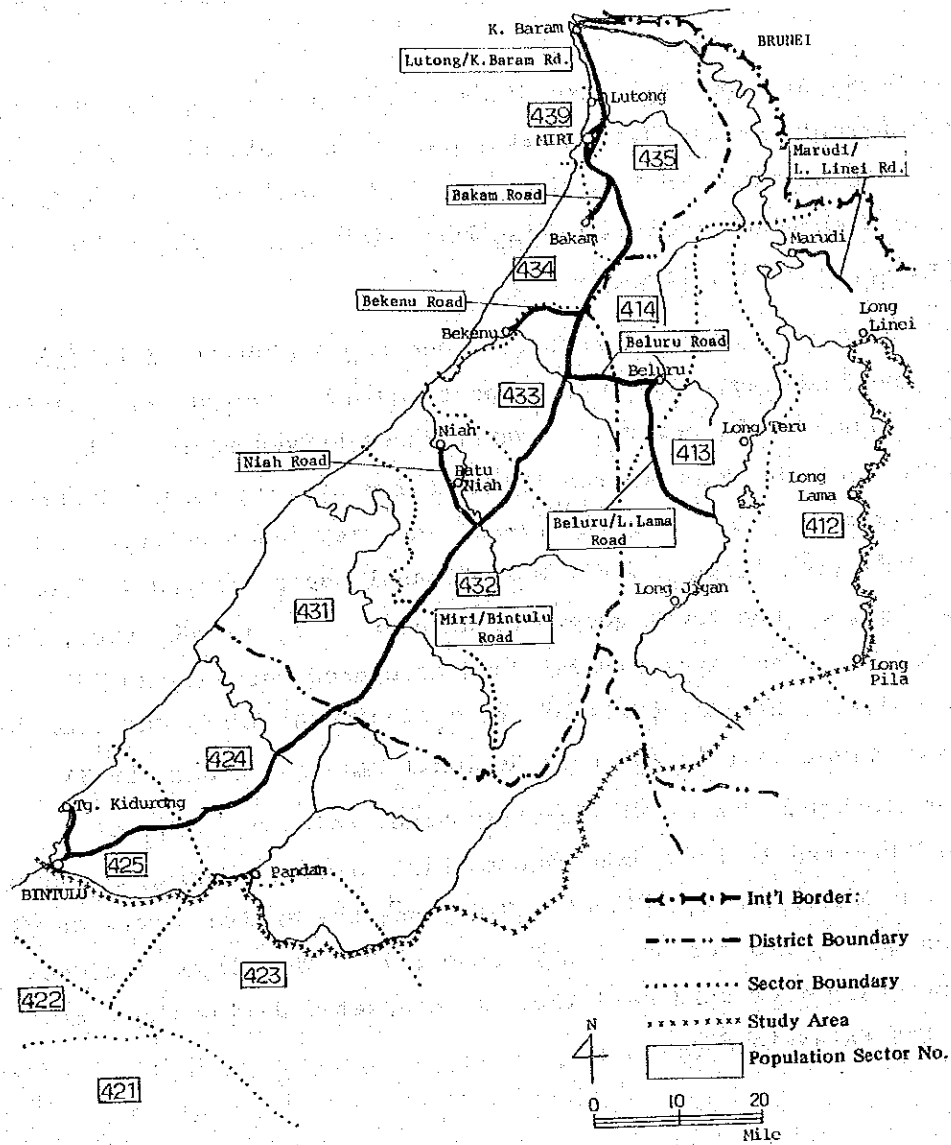 K. Baram
BRUNEI
Lutong/K.Baram Rd.
Lutong
439
MIRI
435
Marudi/
L. Linei Rd.
Bakam Road
Bakam
Marudi
434
Bekenu Road
414
Long
Linei
Bekenu
Beluru Road
Beluru
433
Niah
Long Teru
413
Niah Road
Batu
Niah
Long
Lama
412
Beluru/L.Lama
Road
432
431
Long Jigan
Miri/Bintulu
Road
Long
Pila
424
Tg. Kidurong
425
BINTULU
Pandan
Int'l Border
District Boundary
423
422
Sector Boundary
Study Area
N
Population Sector No.
421
0 10 20
Mile